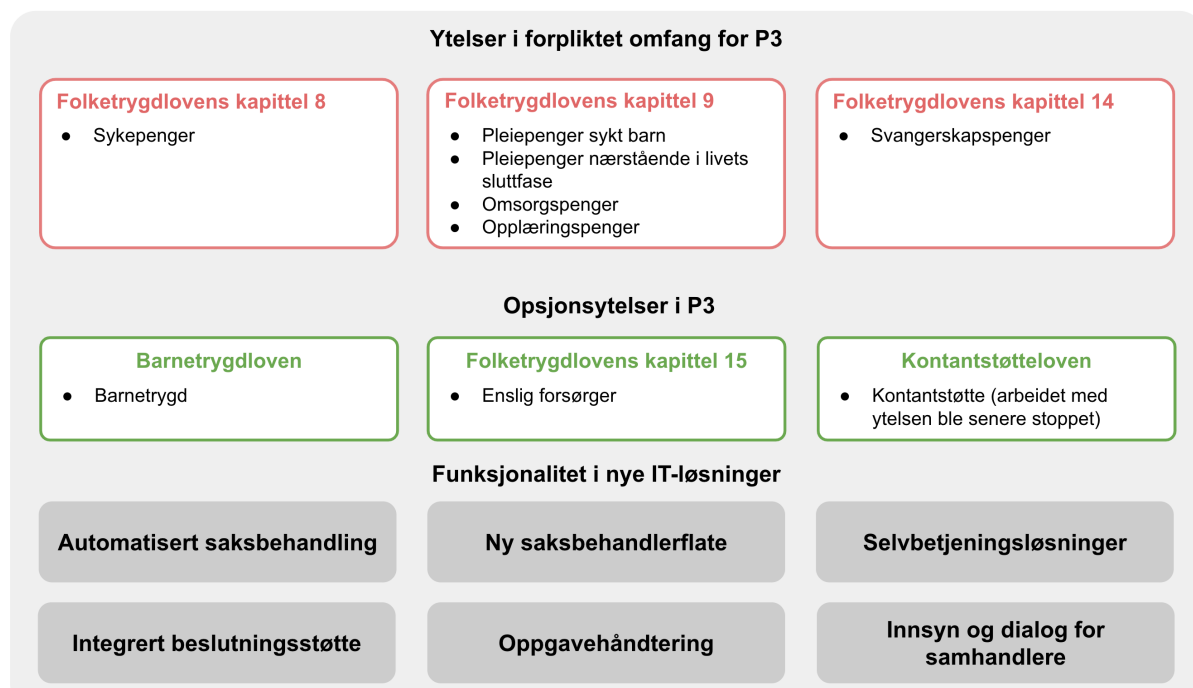 Ytelser i forpliktet omfang for P3
Folketrygdlovens kapittel 8
● Sykepenger
Folketrygdlovens kapittel 9
● Pleiepenger sykt barn
● Pleiepenger nærstående i livets
sluttfase
● Omsorgspenger
● Opplæringspenger
Folketrygdlovens kapittel 14
● Svangerskapspenger
Opsjonsytelser i P3
Barnetrygdloven
● Barnetrygd
Folketrygdlovens kapittel 15
● Enslig forsørger
Kontantstøtteloven
● Kontantstøtte (arbeidet med
ytelsen ble senere stoppet)
Funksjonalitet i nye IT-løsninger
Automatisert saksbehandling
Ny saksbehandlerflate
Selvbetjeningsløsninger
Integrert beslutningsstøtte
Oppgavehåndtering
Innsyn og dialog for
samhandlere